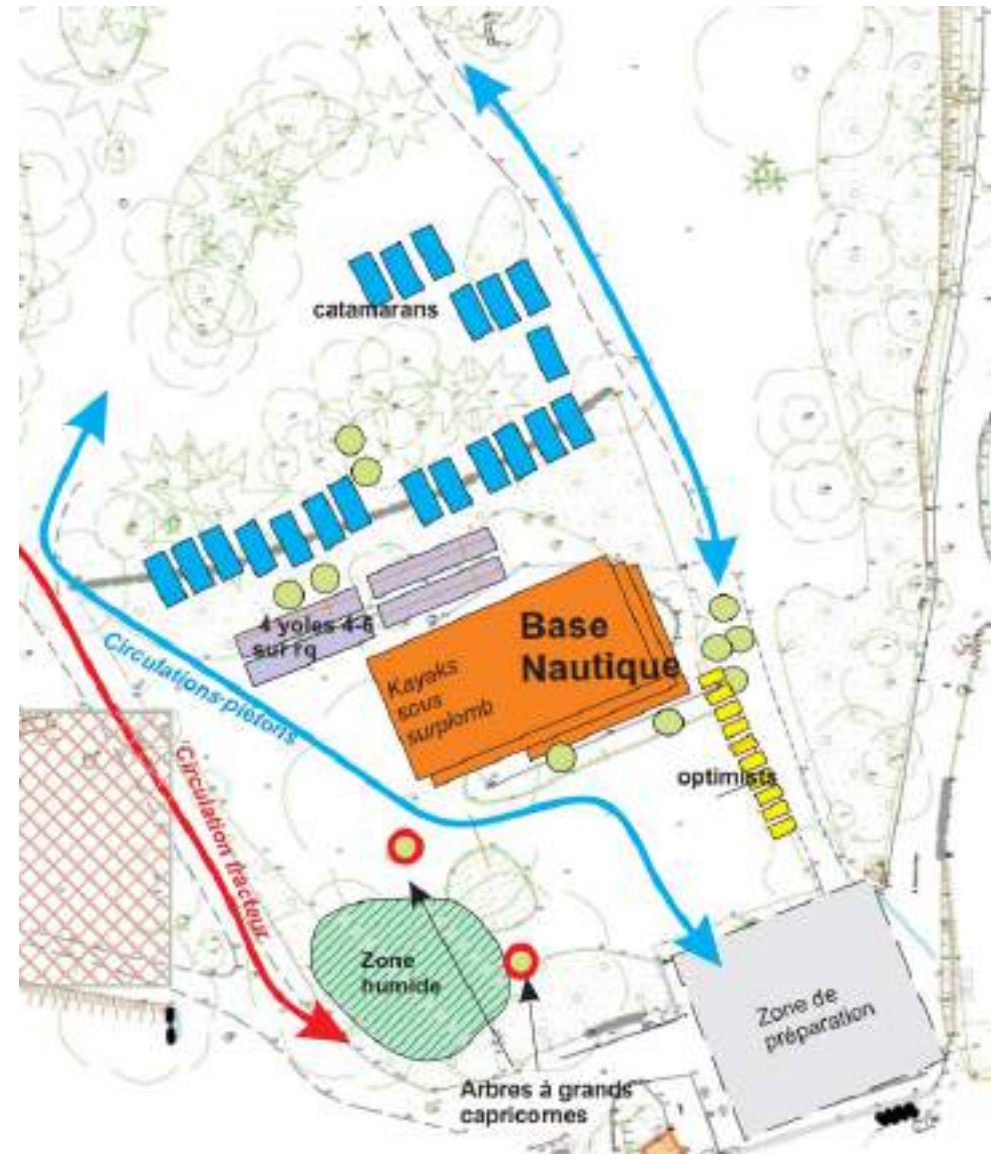 catamarans
4 yoles 4-6
sur rq
Base
Nautique
Kayaks
sous
surplomb
Circulations piétons
optimists
Circulation tracteur
Zone
humide
Zone de
préparation
Arbres à grands
capricornes